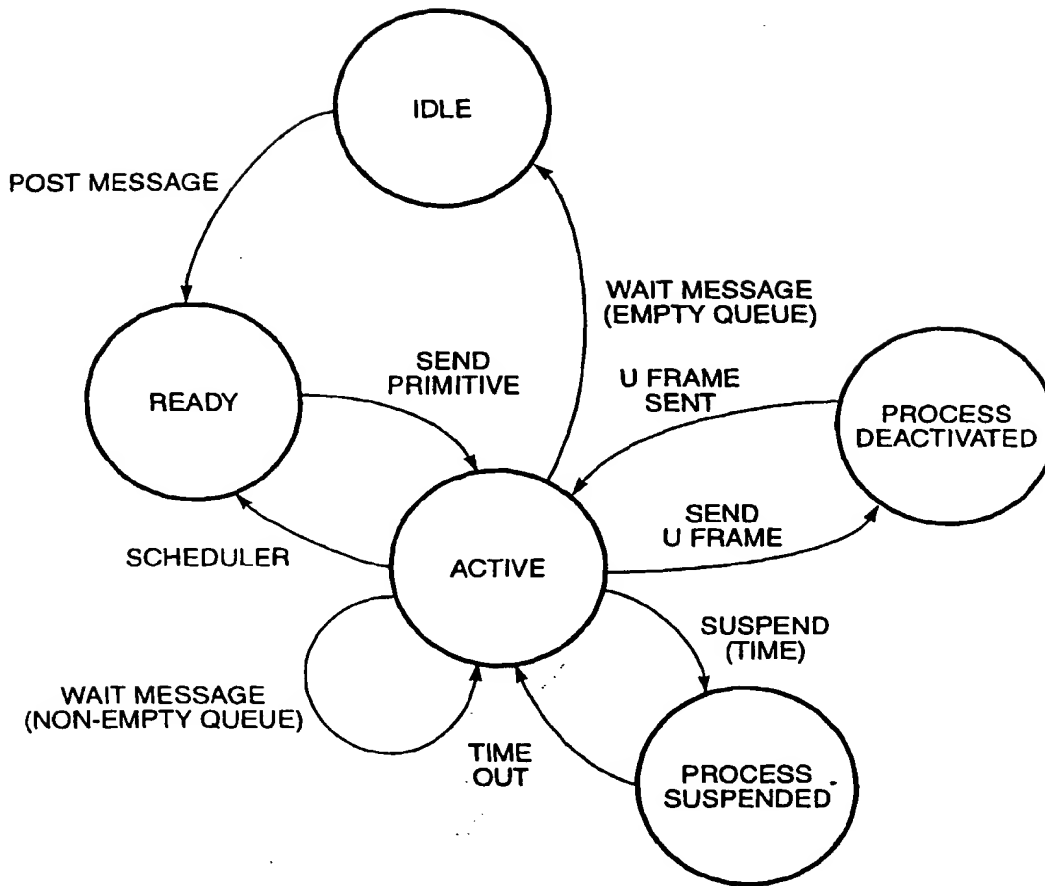 IDLE
POST MESSAGE
WAIT MESSAGE
(EMPTY QUEUE)
READY
SEND
PRIMITIVE
U FRAME
SENT
PROCESS
DEACTIVATED
SCHEDULER
ACTIVE
SEND
U FRAME
SUSPEND
(TIME)
WAIT MESSAGE
(NON-EMPTY QUEUE)
TIME
OUT
PROCESS
SUSPENDED